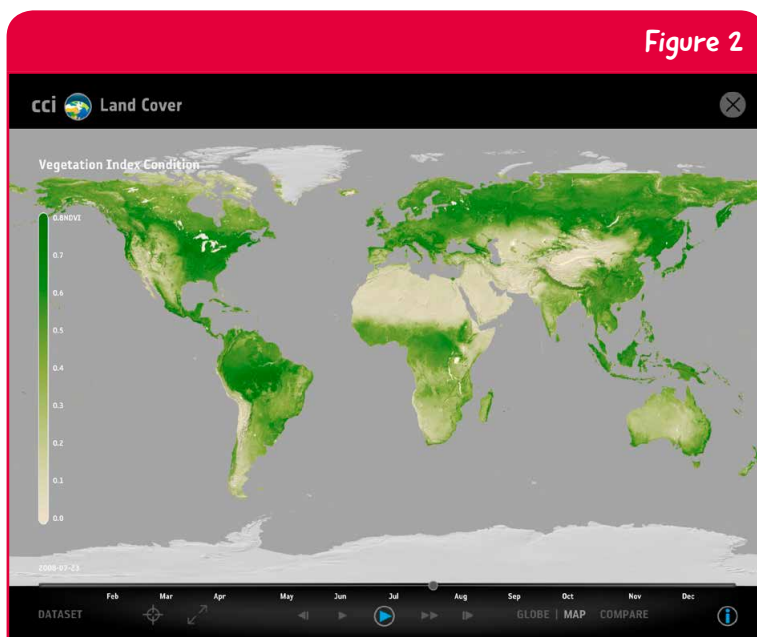 Figure 2
cci Land Cover
Vegetation Index Condition
0.8NDVI
0.7
0.6
0.5
0.4
0.3
0.2
0.1
0.0
2008-07-23
Feb Mar Apr May Jun Jul Aug Sep Oct Nov Dec
DATASET GLOBE | MAP COMPARE